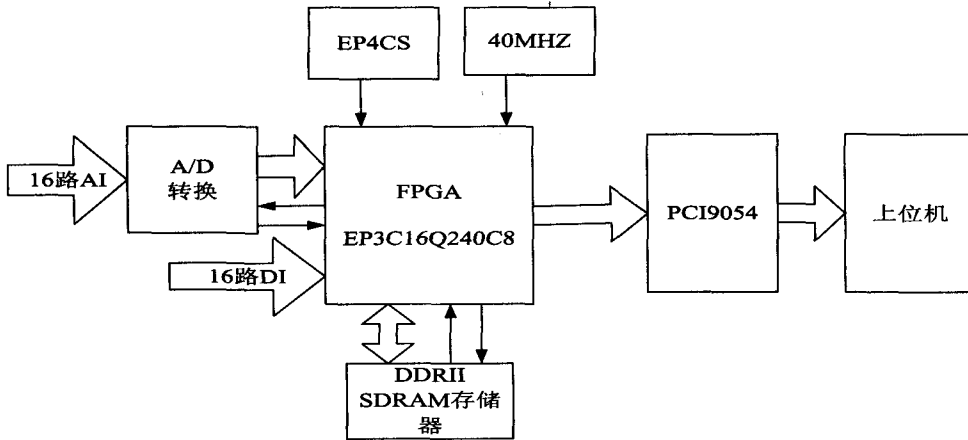 EP4CS
40MHZ
16路AI
A/D
转换
FPGA
EP3C16Q240C8
PCI9054
上位机
16路DI
DDRII
SDRAM存储
器